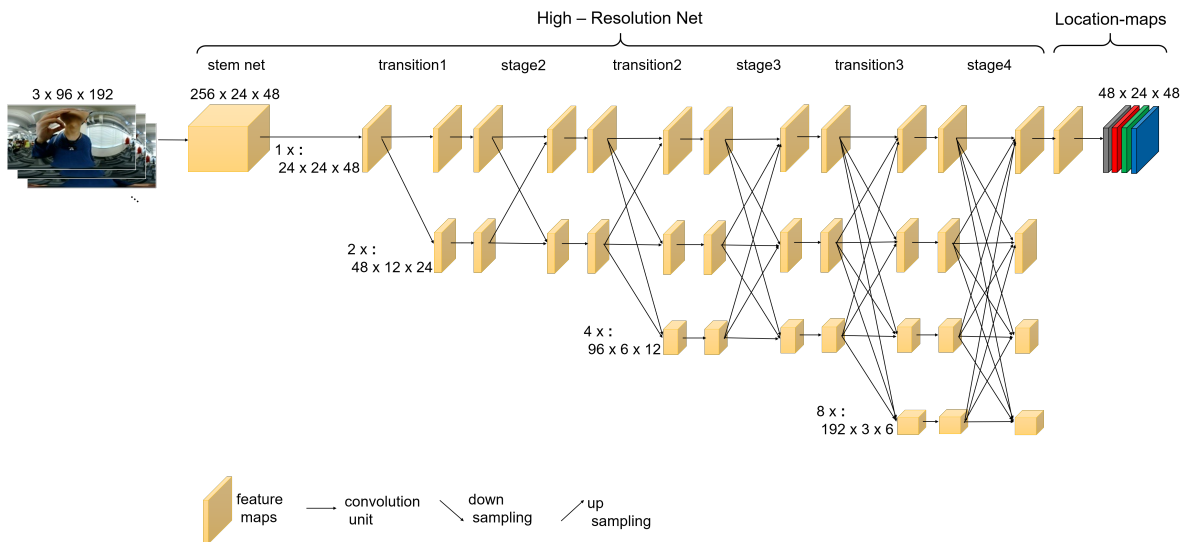 High – Resolution Net
Location-maps
stem net
transition1
stage2
transition2
stage3
transition3
stage4
3 x 96 x 192
256 x 24 x 48
48 x 24 x 48
1 x :
24 x 24 x 48
2 x :
48 x 12 x 24
4 x :
96 x 6 x 12
8 x :
192 x 3 x 6
feature
maps
convolution
unit
down
sampling
up
sampling